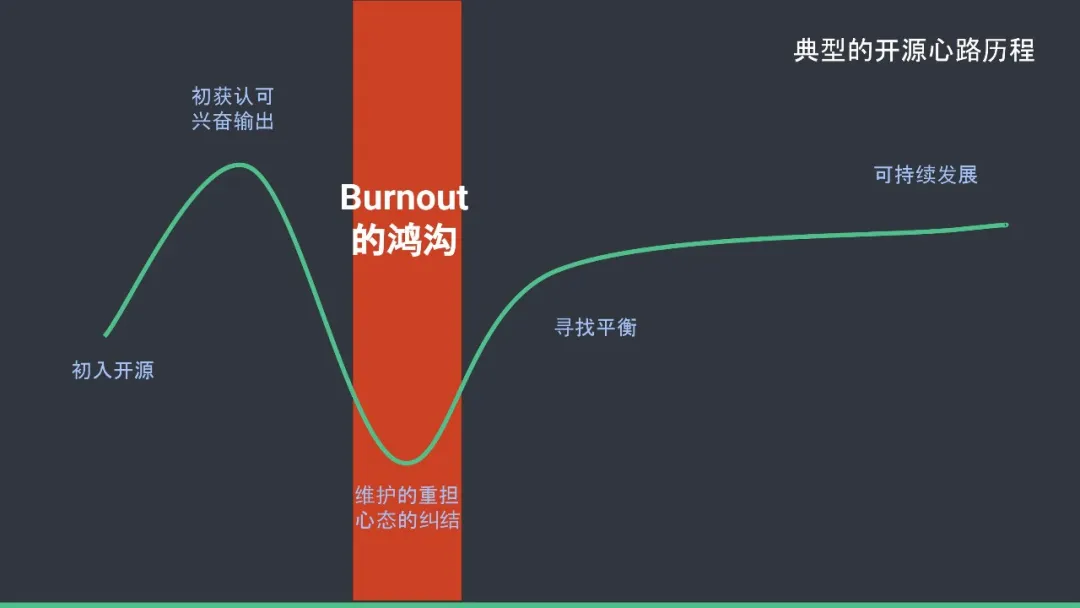 典型的开源心路历程
初获认可
兴奋输出
Burnout
的鸿沟
可持续发展
寻找平衡
初入开源
维护的重担
心态的纠结